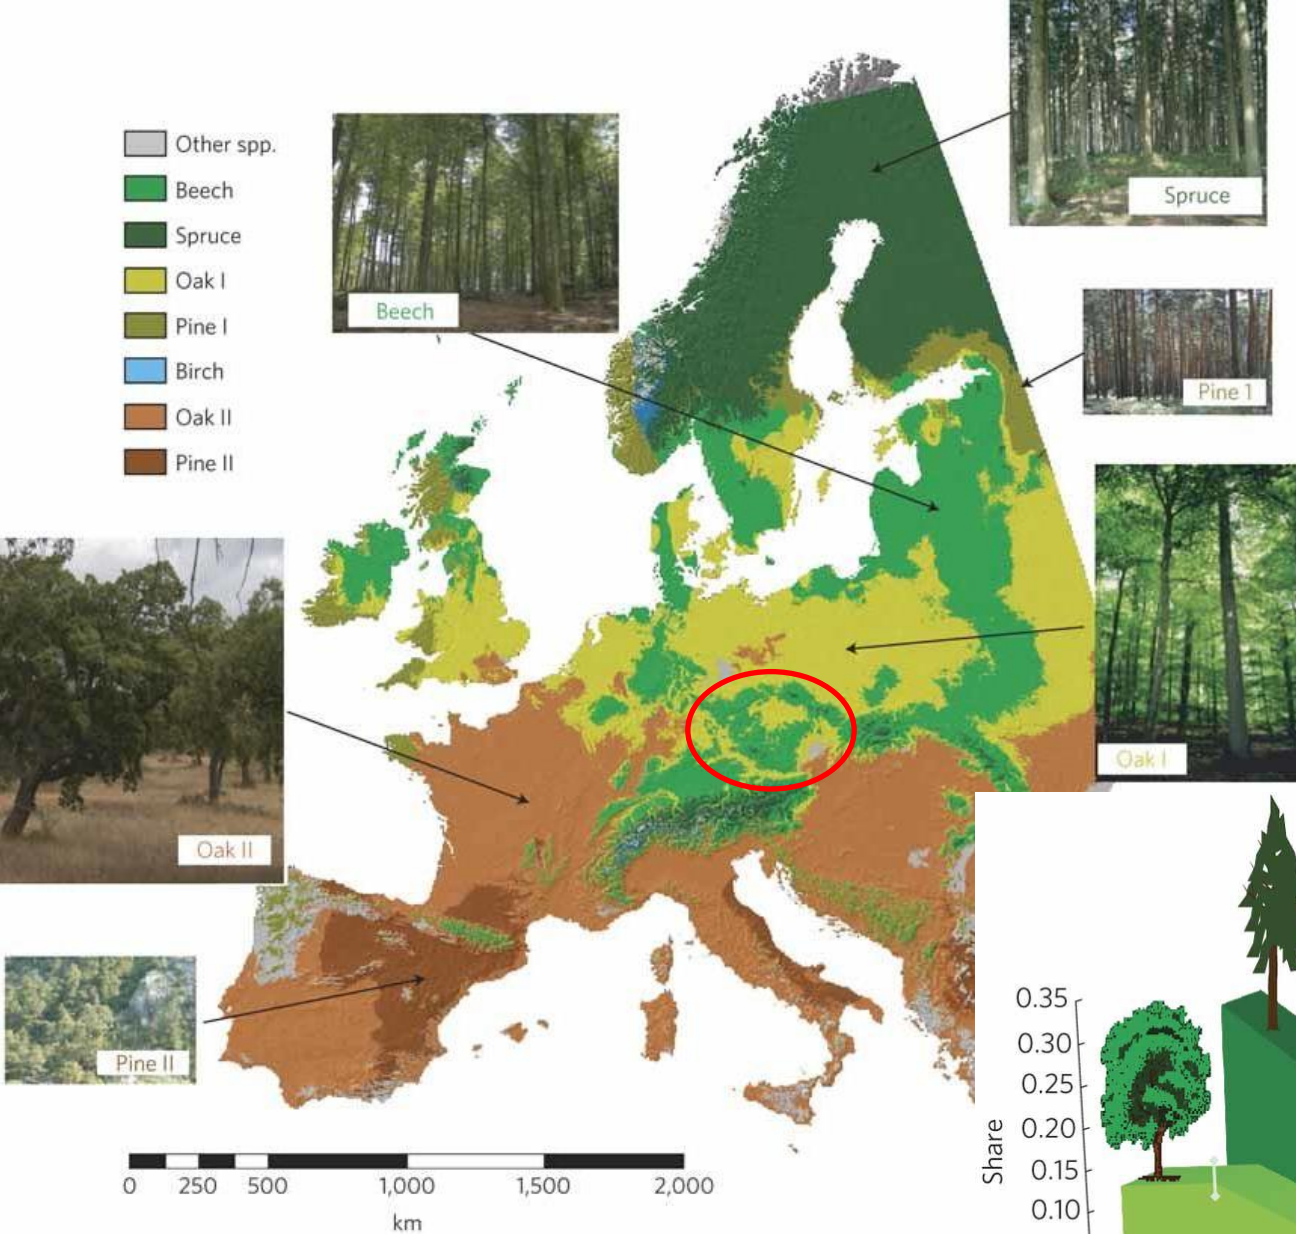 Other spp.
Beech
Spruce
Oak I
Pine I
Birch
Oak II
Pine II
Beech
Spruce
Pine 1
Oak I
Oak II
Pine II
0 250 500 1,000 1,500 2,000
km
Share
0.35
0.30
0.25
0.20
0.15
0.10